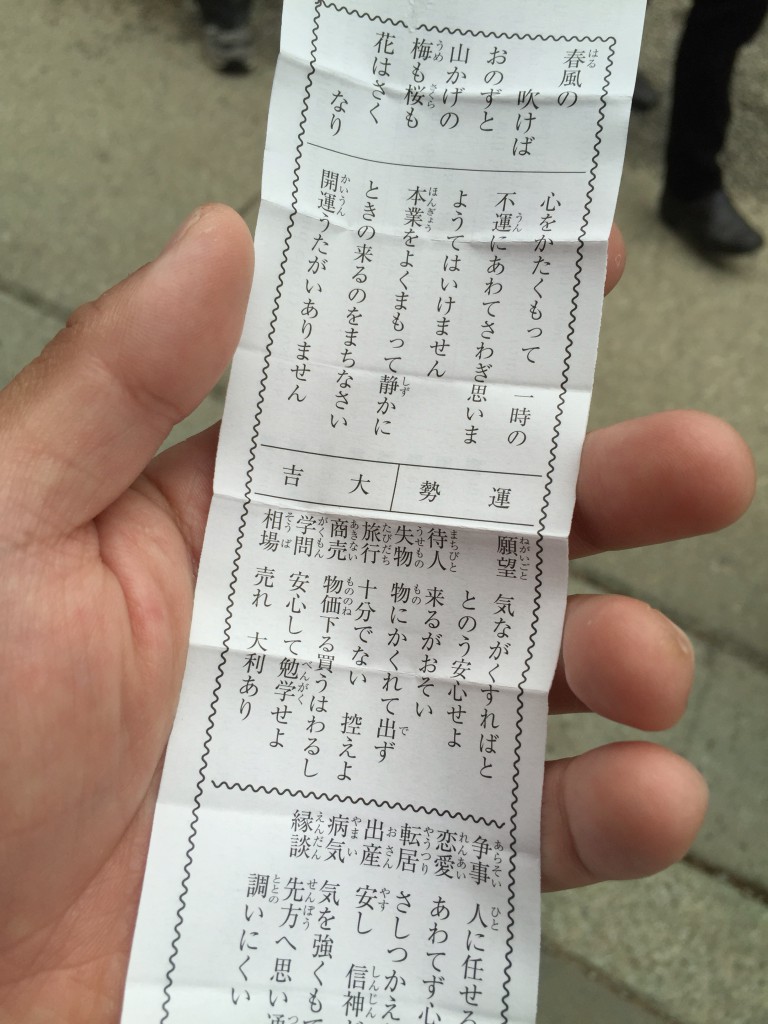 春風の
吹けば
おのずと
山かげの
梅も桜も
花はさく
なり
心をかたくもって 一時の
不運にあわてさわぎ思いま
ようてはいけません
本業をよくまもって静かに
ときの来るのをまちなさい
開運うたがいありません
運勢 大吉
願望 気ながくすればと
とのう安心せよ
待人 来るがおそい
失物 物にかくれて出ず
旅行 十分でない 控えよ
商売 物価下る買うはわるし
学問 安心して勉学せよ
相場 売れ 大利あり
争事 人に任せる
恋愛 あわてず心
転居 さしつかえ
出産 安し 信神
病気 気を強くも
縁談 先方へ思い
調いにくい